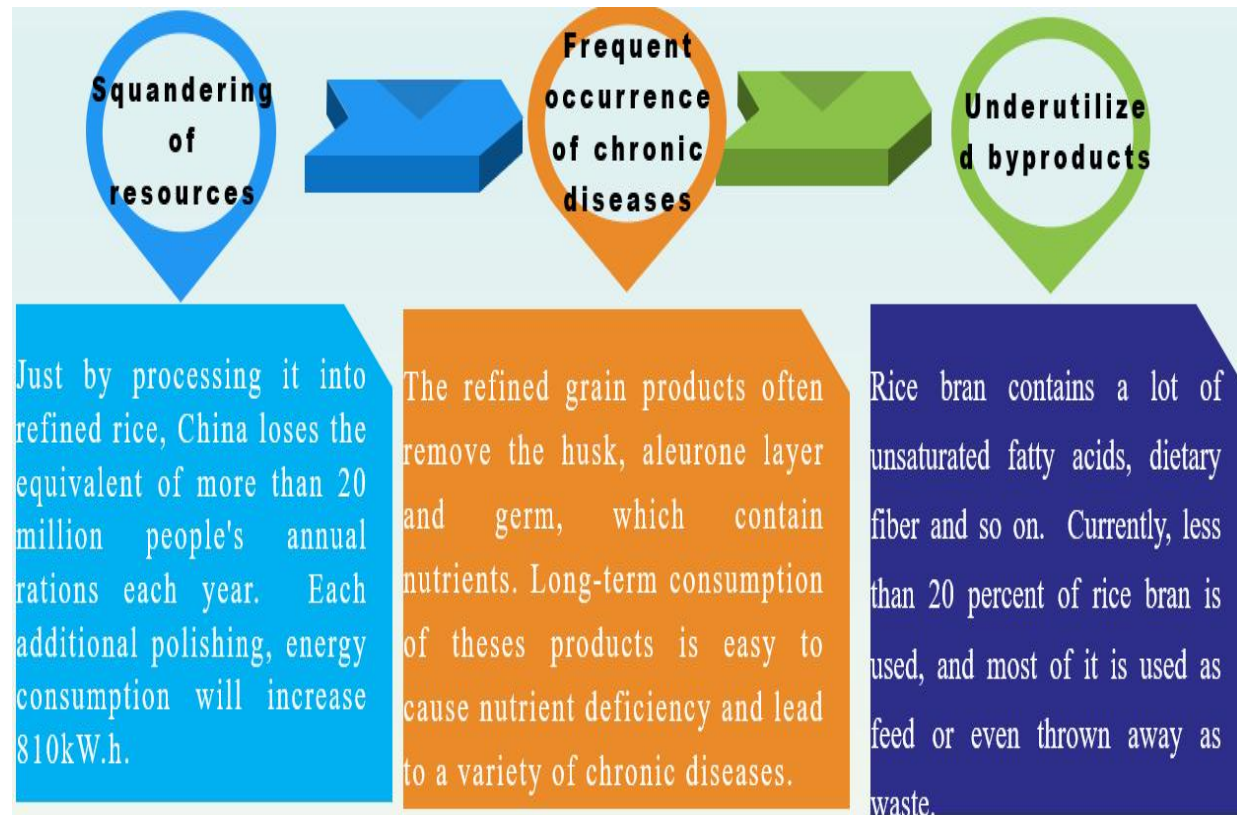 Squandering
of
resources
Frequent
occurrence
of chronic
diseases
Underutilize
d byproducts
Just by processing it into
refined rice, China loses the
equivalent of more than 20
million people's annual
rations each year. Each
additional polishing, energy
consumption will increase
810kW.h.
The refined grain products often
remove the husk, aleurone layer
and germ, which contain
nutrients. Long-term consumption
of theses products is easy to
cause nutrient deficiency and lead
to a variety of chronic diseases.
Rice bran contains a lot of
unsaturated fatty acids, dietary
fiber and so on. Currently, less
than 20 percent of rice bran is
used, and most of it is used as
feed or even thrown away as
waste.